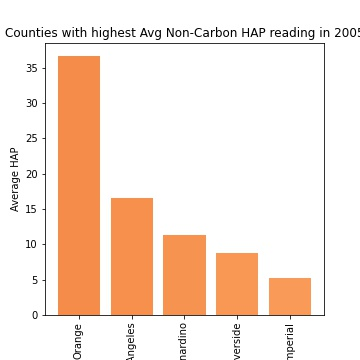 Counties with highest Avg Non-Carbon HAP reading in 2005
Average HAP
35
30
25
20
15
10
5
0
Orange
Angeles
nardino
verside
mperial